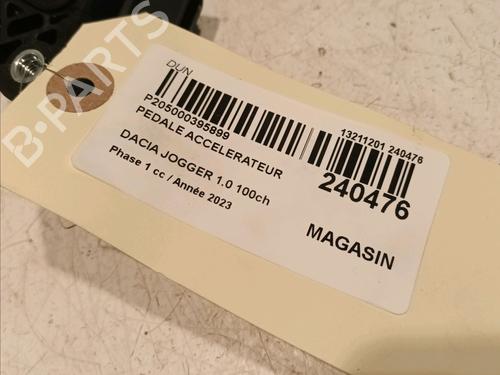 DUN
P205000395899
13211201 240476
PEDALE ACCELERATEUR
240476
DACIA JOGGER 1.0 100ch
Phase 1 cc / Année 2023
MAGASIN
B-PARTS